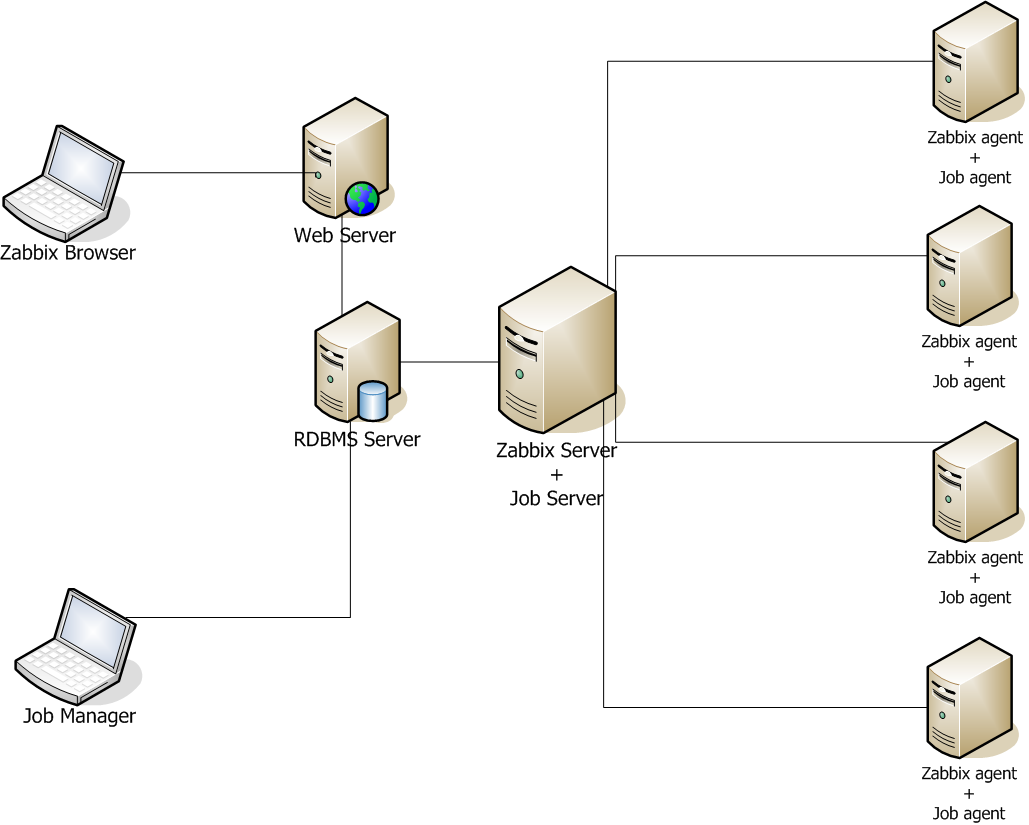 Zabbix Browser
Web Server
RDBMS Server
Job Manager
Zabbix Server
+
Job Server
Zabbix agent
+
Job agent
Zabbix agent
+
Job agent
Zabbix agent
+
Job agent
Zabbix agent
+
Job agent